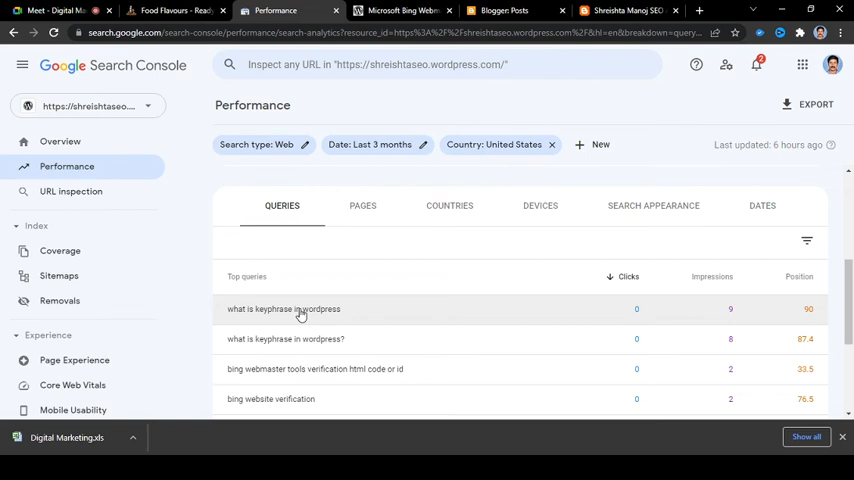 Meet - Digital Ma
Food Flavours - Ready
Performance
Microsoft Bing Webm
Blogger: Posts
Shreishta Manoj SEO
search.google.com/search-console/performance/search-analytics?resource_id=https%3A%2F%2Fshreishtaseo.wordpress.com%2F&hl=en&breakdown=query...
Google Search Console
Inspect any URL in "https://shreishtaseo.wordpress.com/"
2
https://shreishtaseo....
Performance
EXPORT
Overview
Search type: Web
Date: Last 3 months
Country: United States
New
Last updated: 6 hours ago
Performance
URL inspection
QUERIES
PAGES
COUNTRIES
DEVICES
SEARCH APPEARANCE
DATES
Index
Coverage
Sitemaps
Removals
Top queries
Clicks
Impressions
Position
what is keyphrase in wordpress
0
9
90
what is keyphrase in wordpress?
0
8
87.4
bing webmaster tools verification html code or id
0
2
33.5
bing website verification
0
2
76.5
Experience
Page Experience
Core Web Vitals
Mobile Usability
Digital Marketing.xls
Show all